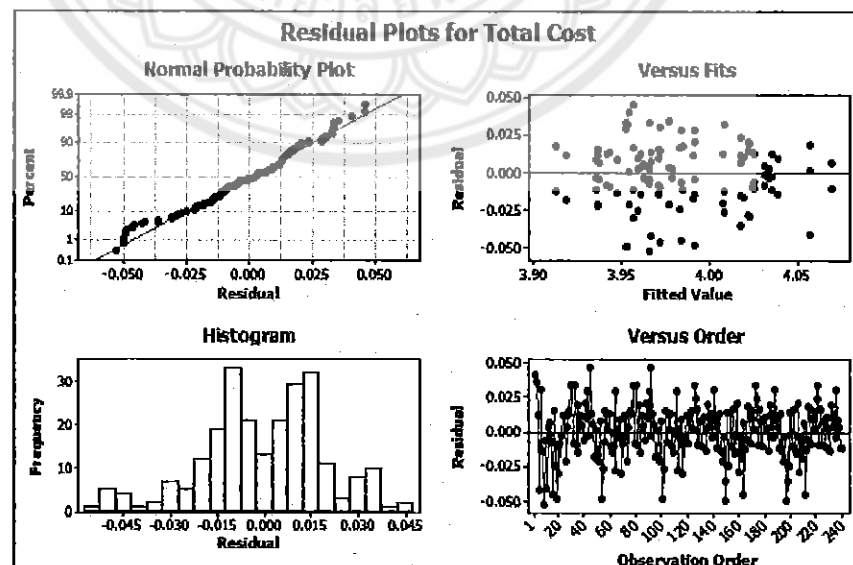 Residual Plots for Total Cost
Normal Probability Plot
Percent
99.9
99
90
50
10
1
0.1
-0.050 -0.025 0.000 0.025 0.050
Residual
Versus Fits
Residual
0.050
0.025
0.000
-0.025
-0.050
3.90 3.95 4.00 4.05
Fitted Value
Histogram
Frequency
30
20
10
0
-0.045 -0.030 -0.015 0.000 0.015 0.030 0.045
Residual
Versus Order
Residual
0.050
0.025
0.000
-0.025
-0.050
1 20 40 60 80 100 120 140 160 180 200 220 240
Observation Order